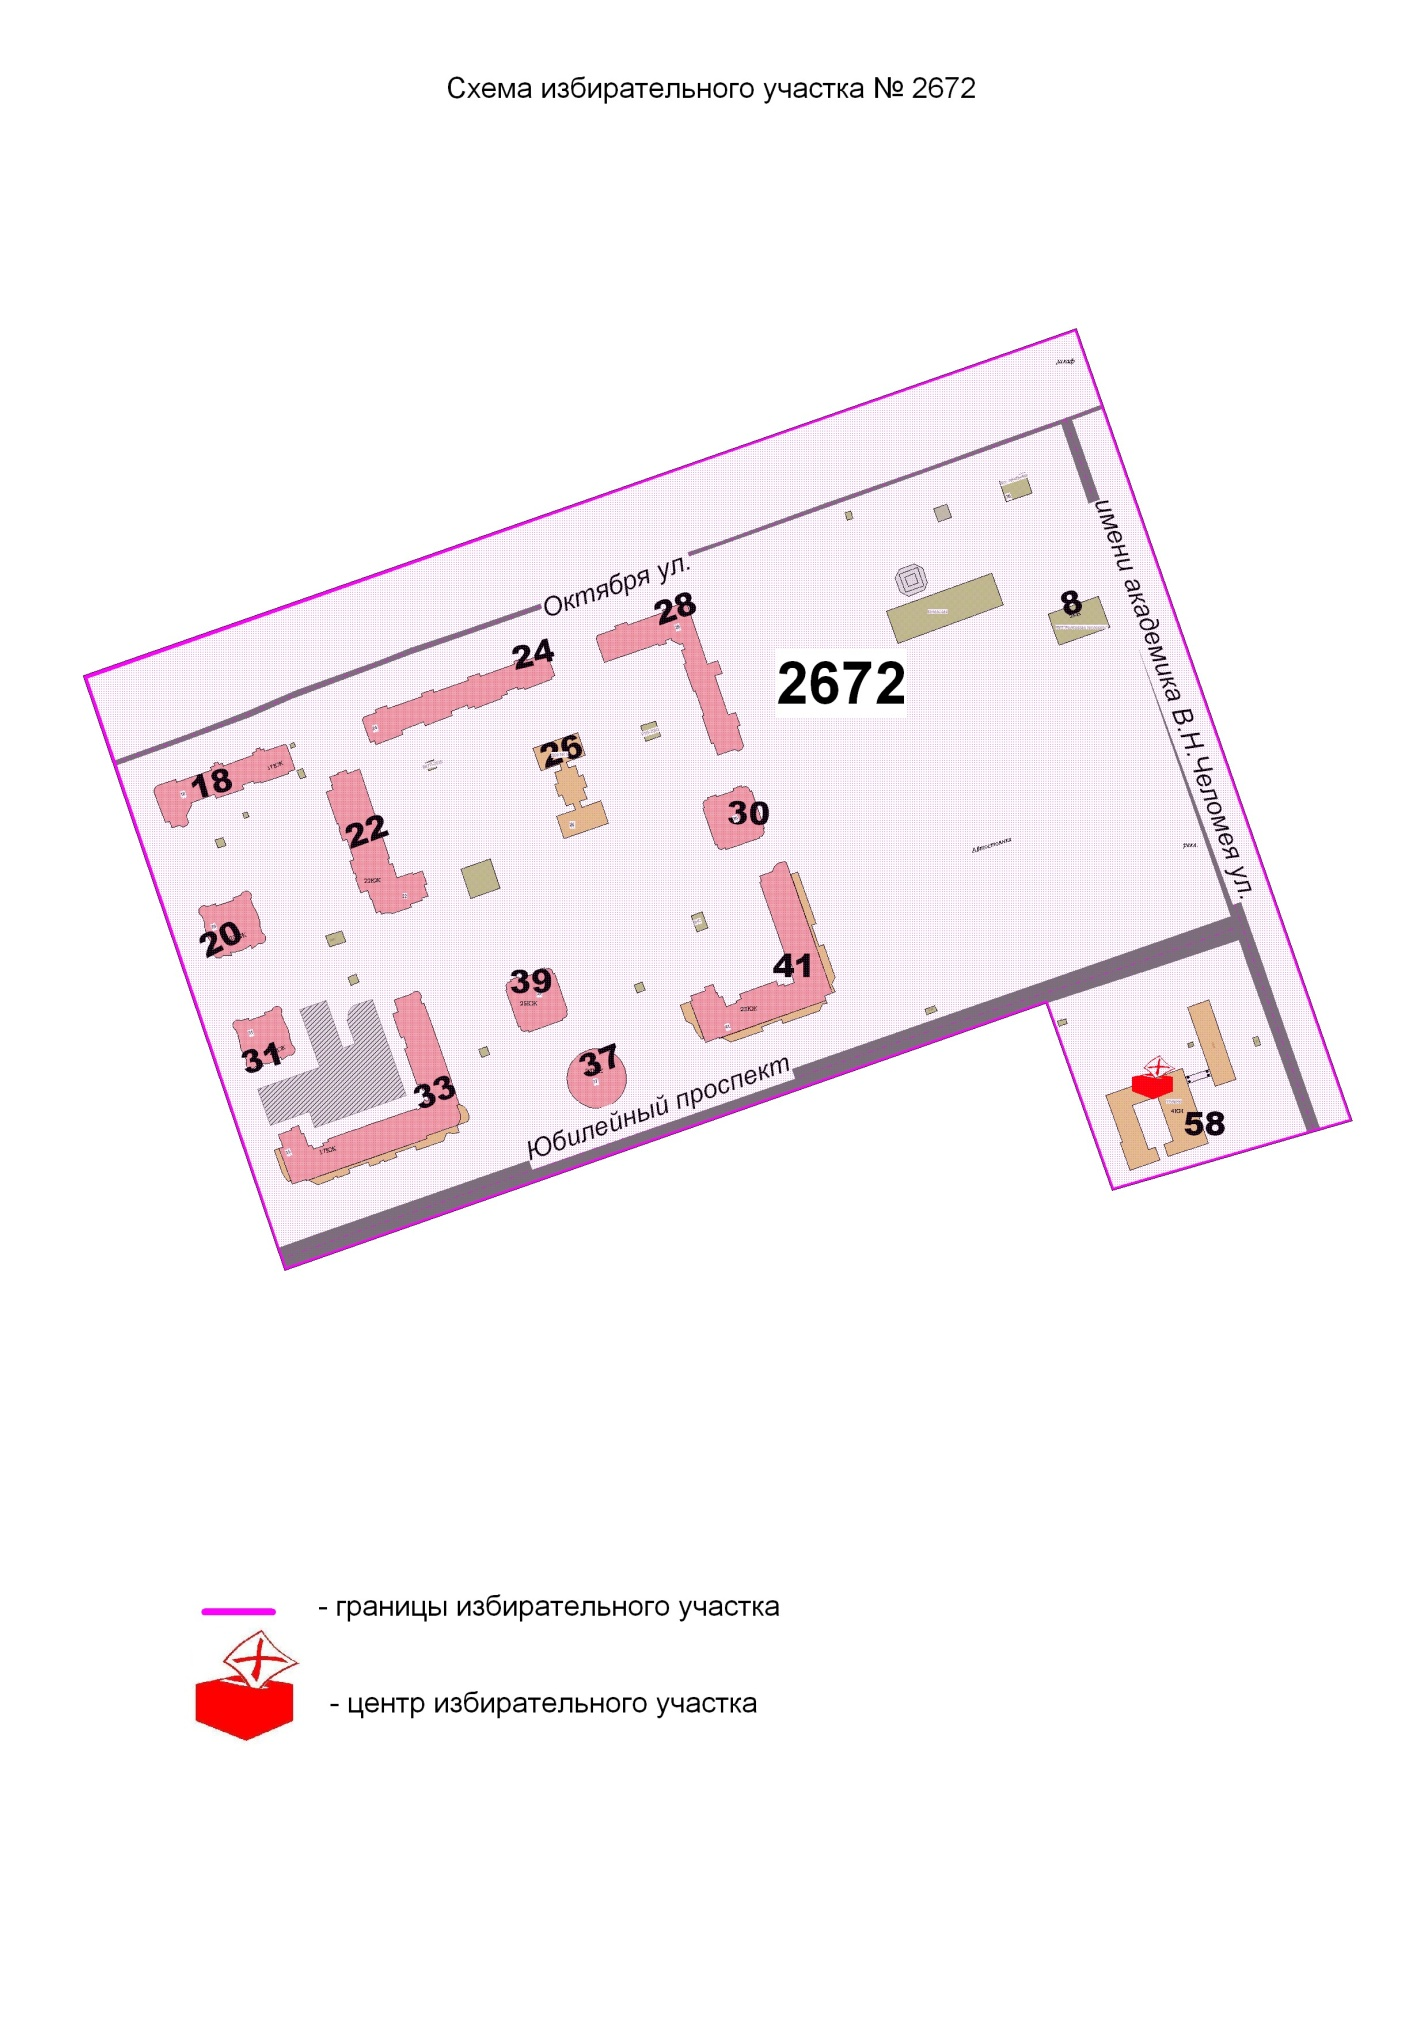 Схема избирательного участка № 2672
Октября ул.
28
24
8
имени академика В.Н.Челомея ул.
2672
26
18
30
22
Автостоянка
20
41
39
31
37
33
Юбилейный проспект
58
- границы избирательного участка
- центр избирательного участка